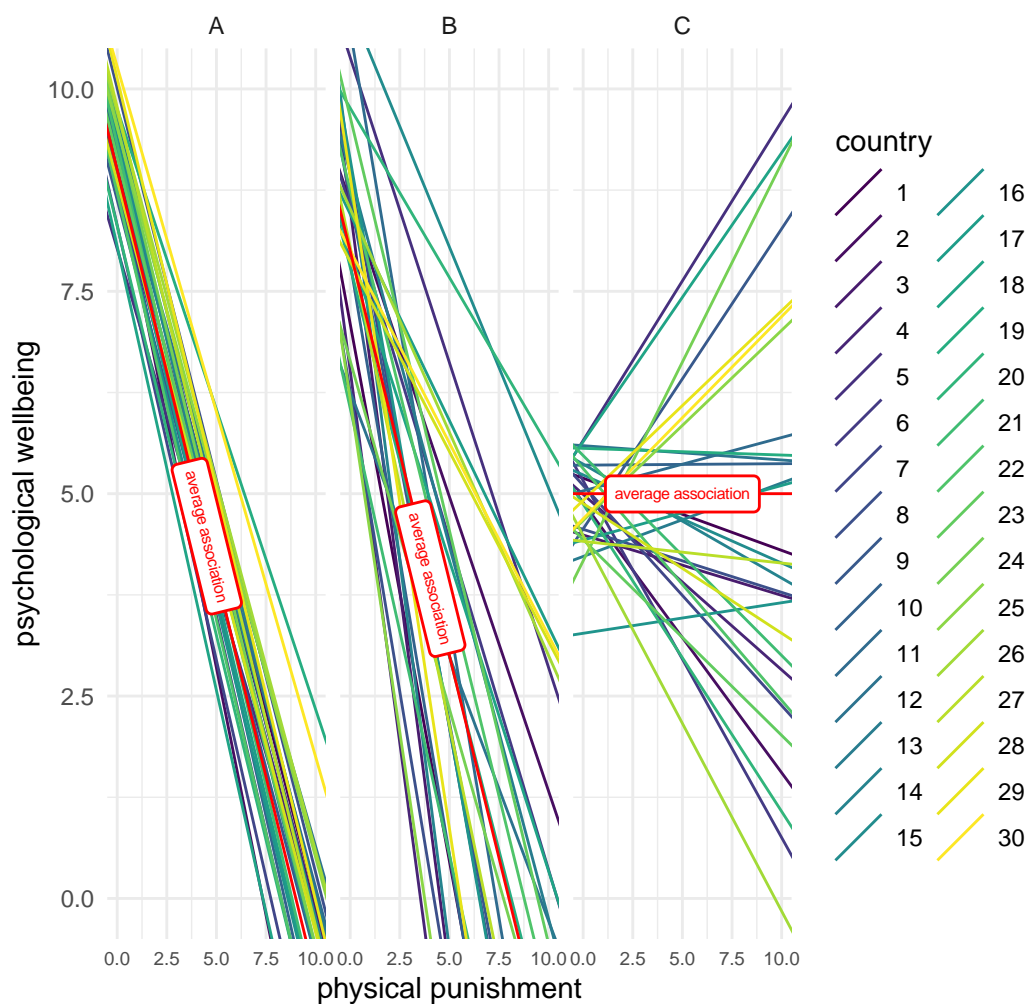 A B C
psychological wellbeing
10.0
7.5
5.0
2.5
0.0
average association
average association
average association
0.0 2.5 5.0 7.5 10.0 0.0 2.5 5.0 7.5 10.0 0.0 2.5 5.0 7.5 10.0
physical punishment
country
1 16
2 17
3 18
4 19
5 20
6 21
7 22
8 23
9 24
10 25
11 26
12 27
13 28
14 29
15 30